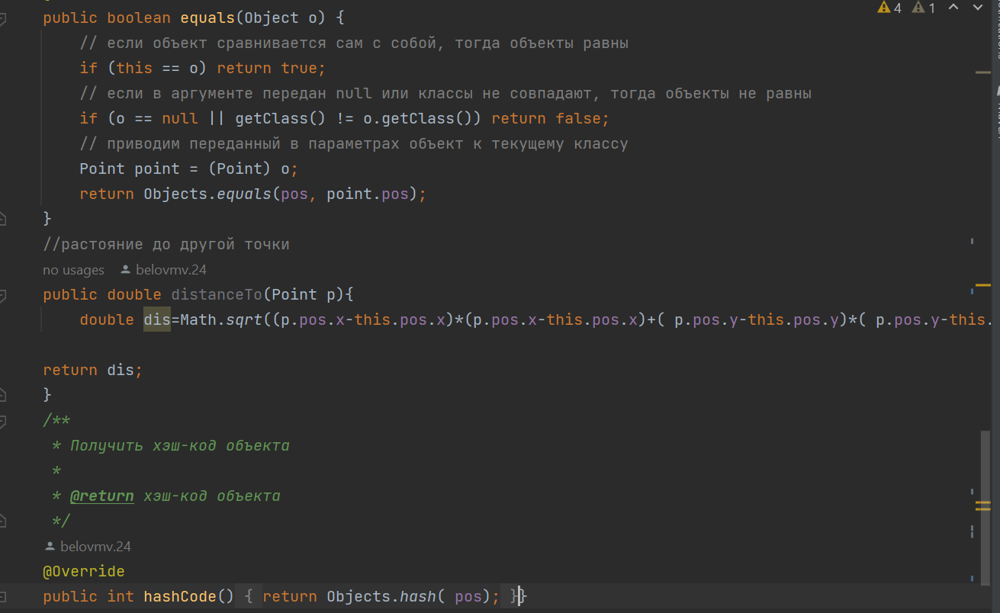 4 1
public boolean equals(Object o) {
// если объект сравнивается сам с собой, тогда объекты равны
if (this == o) return true;
// если в аргументе передан null или классы не совпадают, тогда объекты не равны
if (o == null || getClass() != o.getClass()) return false;
// приводим переданный в параметрах объект к текущему классу
Point point = (Point) o;
return Objects.equals(pos, point.pos);
}
//растояние до другой точки
no usages belovmv.24
public double distanceTo(Point p){
double dis=Math.sqrt((p.pos.x-this.pos.x)*(p.pos.x-this.pos.x)+( p.pos.y-this.pos.y)*( p.pos.y-this.
return dis;
}
/**
* Получить хэш-код объекта
*
* @return хэш-код объекта
*/
belovmv.24
@Override
public int hashCode() { return Objects.hash( pos); }}